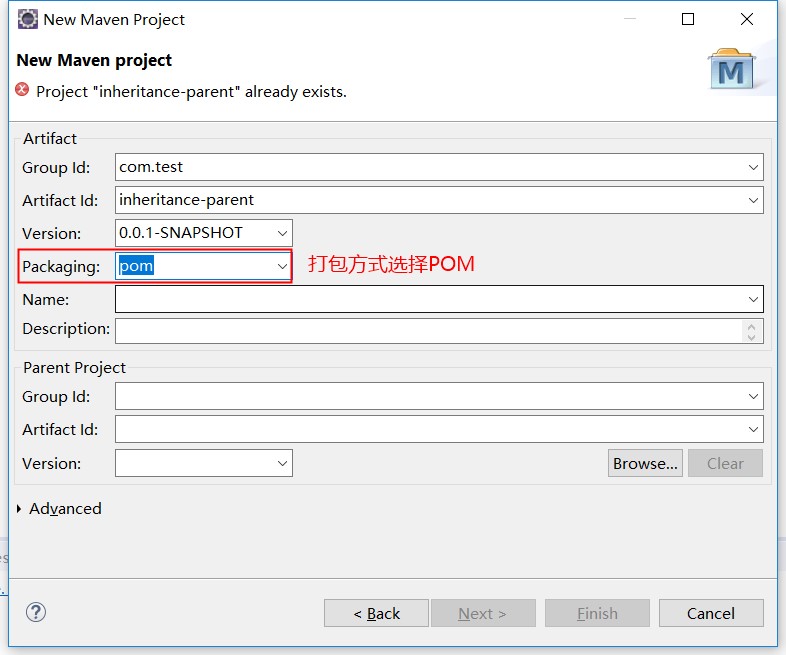 New Maven Project
New Maven project
Project "inheritance-parent" already exists.
M
Artifact
Group Id: com.test
Artifact Id: inheritance-parent
Version: 0.0.1-SNAPSHOT
Packaging: pom 打包方式选择POM
Name:
Description:
Parent Project
Group Id:
Artifact Id:
Version: Browse... Clear
Advanced
es
?
< Back Next > Finish Cancel